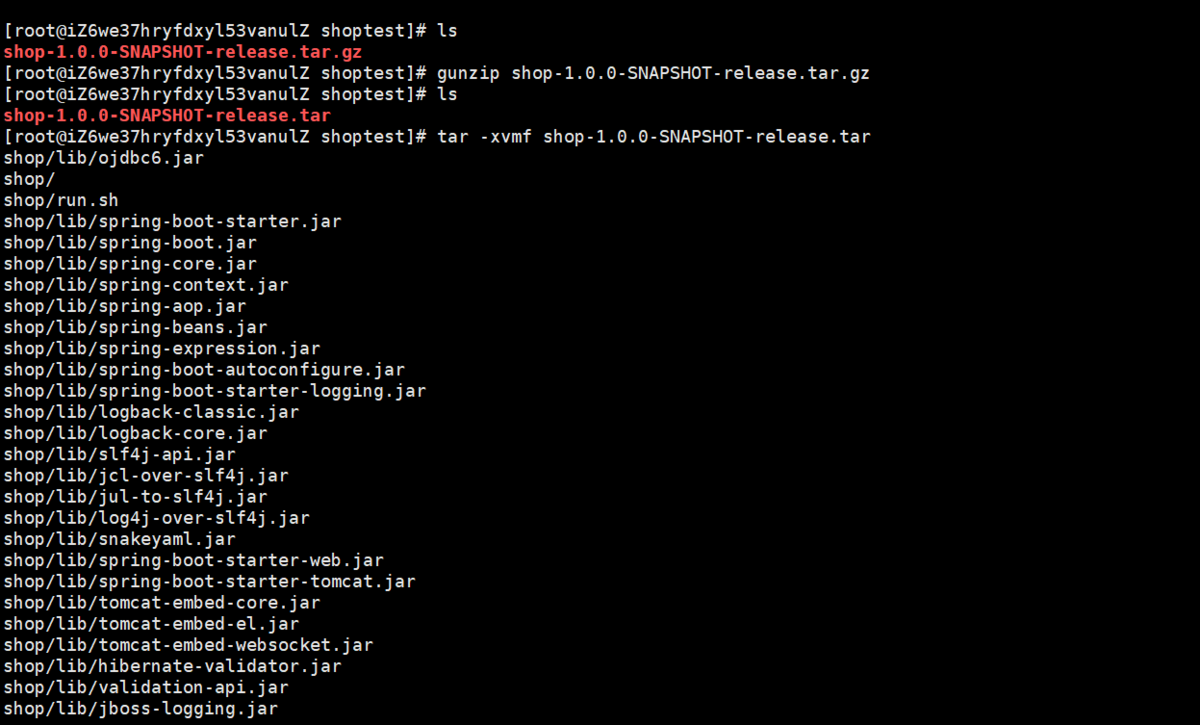 [root@iZ6we37hryfdxyl53vanulZ shoptest]# ls
shop-1.0.0-SNAPSHOT-release.tar.gz
[root@iZ6we37hryfdxyl53vanulZ shoptest]# gunzip shop-1.0.0-SNAPSHOT-release.tar.gz
[root@iZ6we37hryfdxyl53vanulZ shoptest]# ls
shop-1.0.0-SNAPSHOT-release.tar
[root@iZ6we37hryfdxyl53vanulZ shoptest]# tar -xvmf shop-1.0.0-SNAPSHOT-release.tar
shop/lib/ojdbc6.jar
shop/
shop/run.sh
shop/lib/spring-boot-starter.jar
shop/lib/spring-boot.jar
shop/lib/spring-core.jar
shop/lib/spring-context.jar
shop/lib/spring-aop.jar
shop/lib/spring-beans.jar
shop/lib/spring-expression.jar
shop/lib/spring-boot-autoconfigure.jar
shop/lib/spring-boot-starter-logging.jar
shop/lib/logback-classic.jar
shop/lib/logback-core.jar
shop/lib/slf4j-api.jar
shop/lib/jcl-over-slf4j.jar
shop/lib/jul-to-slf4j.jar
shop/lib/log4j-over-slf4j.jar
shop/lib/snakeyaml.jar
shop/lib/spring-boot-starter-web.jar
shop/lib/spring-boot-starter-tomcat.jar
shop/lib/tomcat-embed-core.jar
shop/lib/tomcat-embed-el.jar
shop/lib/tomcat-embed-websocket.jar
shop/lib/hibernate-validator.jar
shop/lib/validation-api.jar
shop/lib/jboss-logging.jar